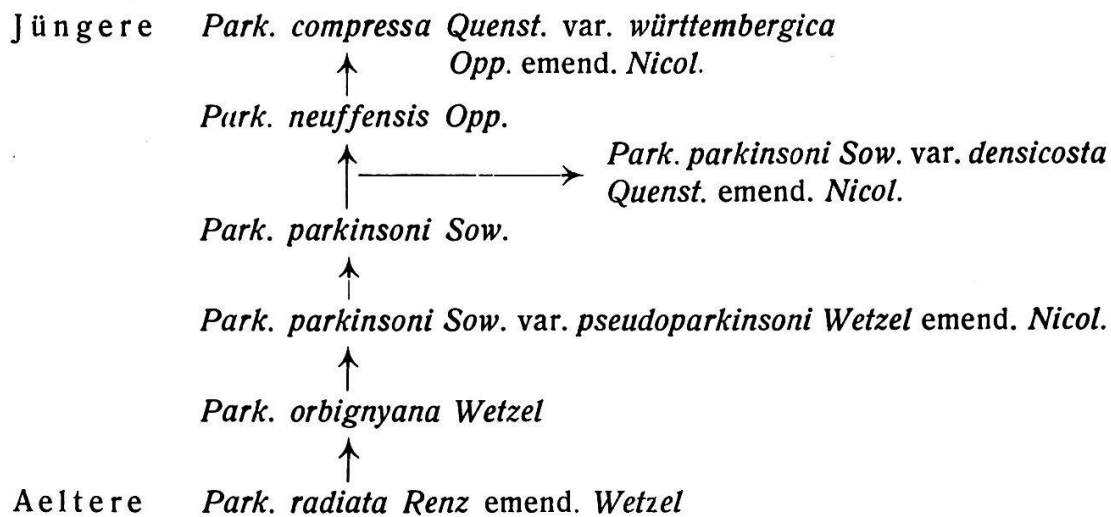 Jüngere Park. compressa Quenst. var. württembergica
Opp. emend. Nicol.
Park. neuffensis Opp.
Park. parkinsoni Sow. var. densicosta
Quenst. emend. Nicol.
Park. parkinsoni Sow.
Park. parkinsoni Sow. var. pseudoparkinsoni Wetzel emend. Nicol.
Park. orbignyana Wetzel
Aeltere Park. radiata Renz emend. Wetzel